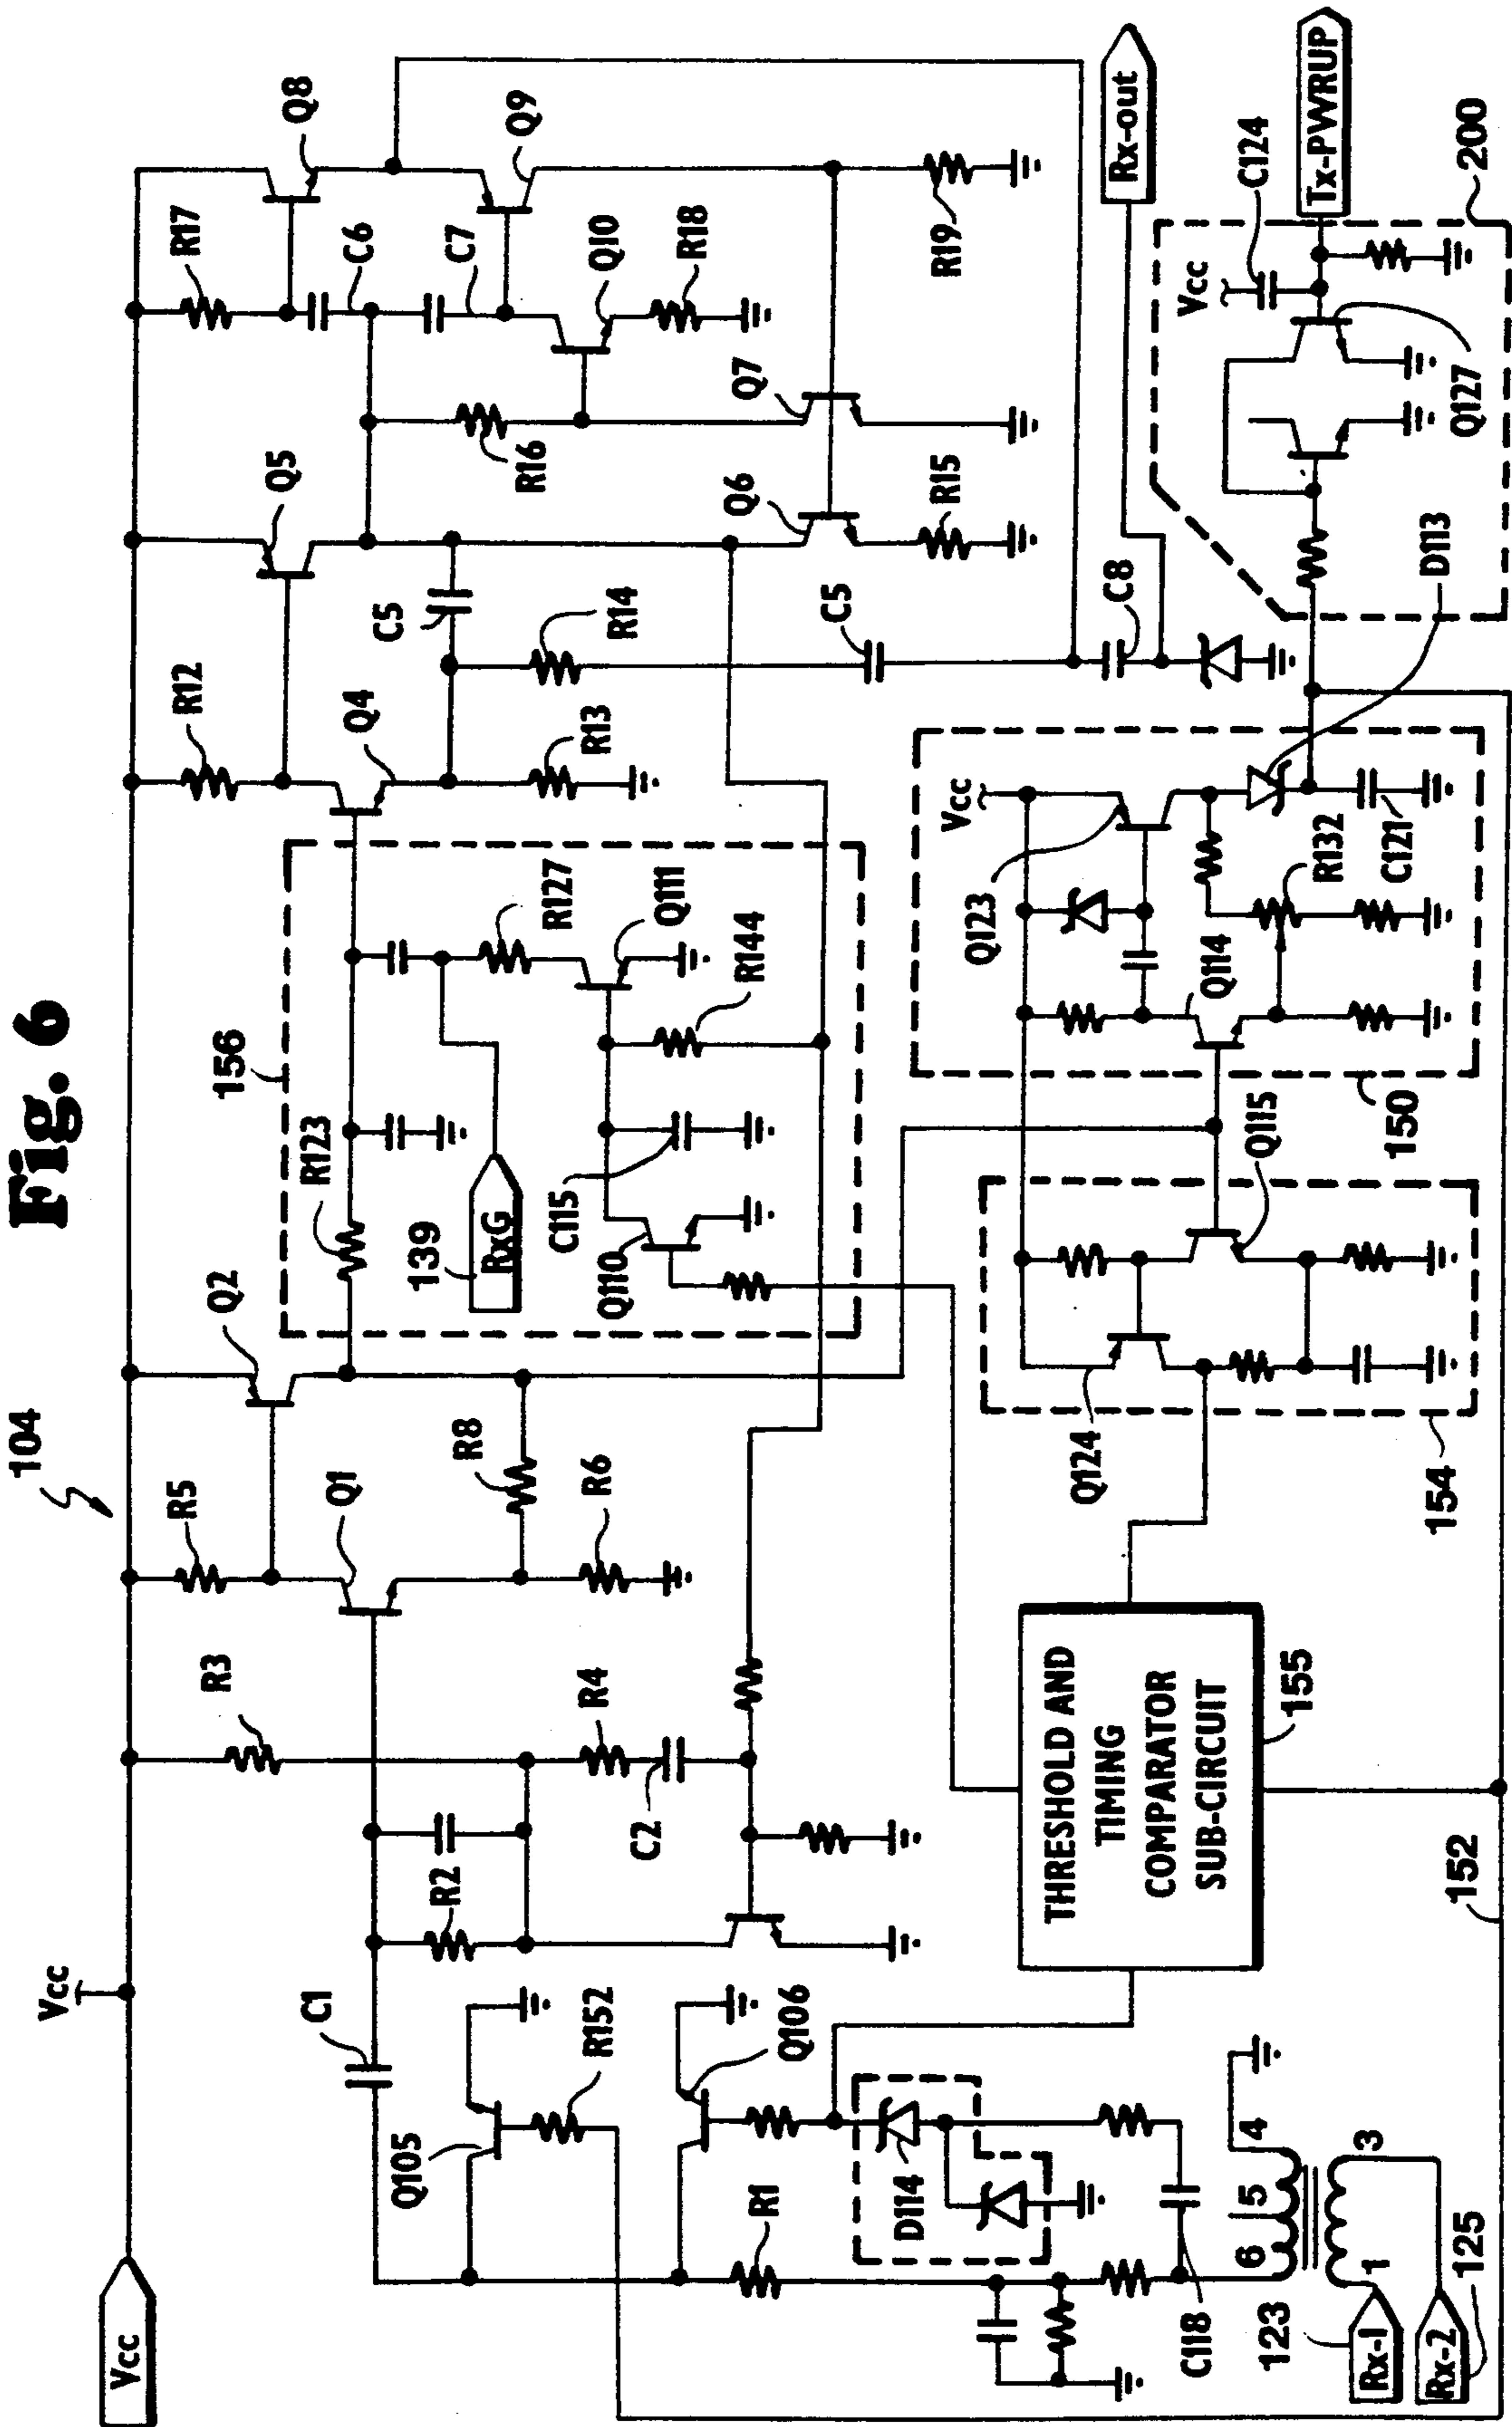 Fig. 6
104
Vcc
Vcc
R3
R5
Q2
R12
Q5
R17
Q8
C1
R2
R4
Q1
R8
R6
C2
156
R123
139
RxG
C115
Q110
R127
Q111
R144
Q4
R13
C5
R14
R16
Q6
R15
Q7
C6
C7
Q10
R18
Q9
R19
Q105
R152
Q106
R1
D114
C118
6
5
4
1
3
123
Rx-1
Rx-2
125
THRESHOLD AND
TIMING
COMPARATOR
SUB-CIRCUIT
155
152
Q124
154
Q115
150
Q114
Q123
Vcc
R132
C121
D113
C5
C8
Rx-out
Vcc
C124
Tx-PWRUP
Q127
200